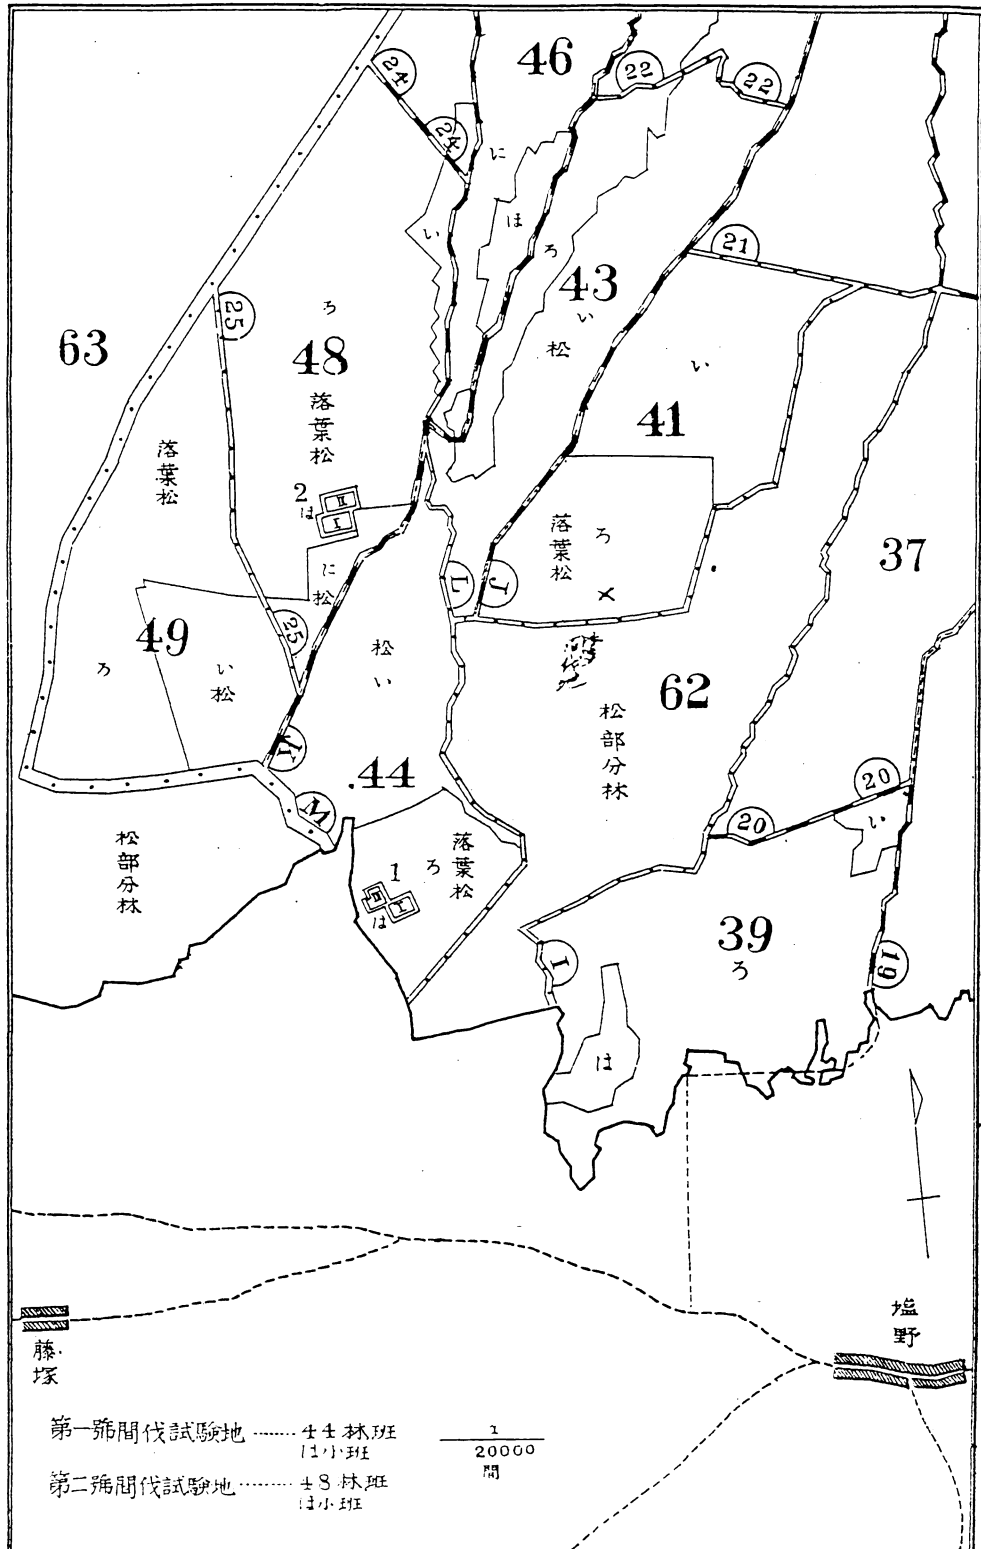 24
24
46
22
22
に
い
ほ
ろ
43
い
松
21
25
63
ろ
48
落葉松
落葉松
い
41
2
は
II
I
に
松
落葉松
ろ
37
L
J
25
49
ろ
い
松
松
い
62
松部分林
K
44
M
20
20
い
松部分林
落葉松
ろ
1
は
II
I
39
ろ
I
19
は
藤塚
塩野
第一號間伐試験地……44林班
は小班
第二號間伐試験地……48林班
は小班
1
20000
間